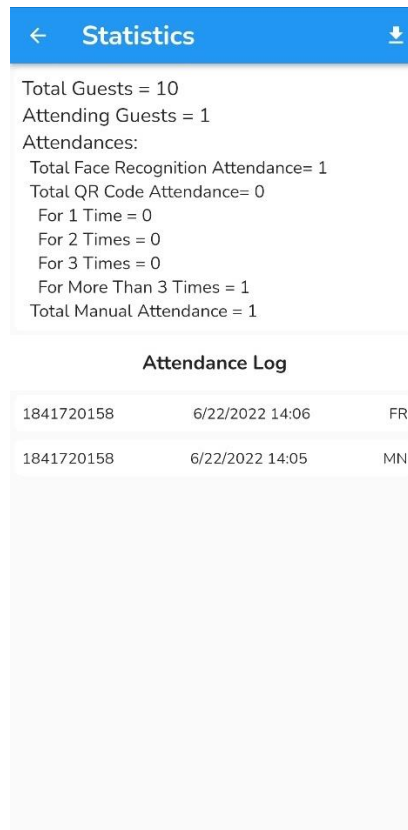 Statistics
Total Guests = 10
Attending Guests = 1
Attendances:
Total Face Recognition Attendance= 1
Total QR Code Attendance= 0
For 1 Time = 0
For 2 Times = 0
For 3 Times = 0
For More Than 3 Times = 1
Total Manual Attendance = 1
Attendance Log
1841720158 6/22/2022 14:06 FR
1841720158 6/22/2022 14:05 MN